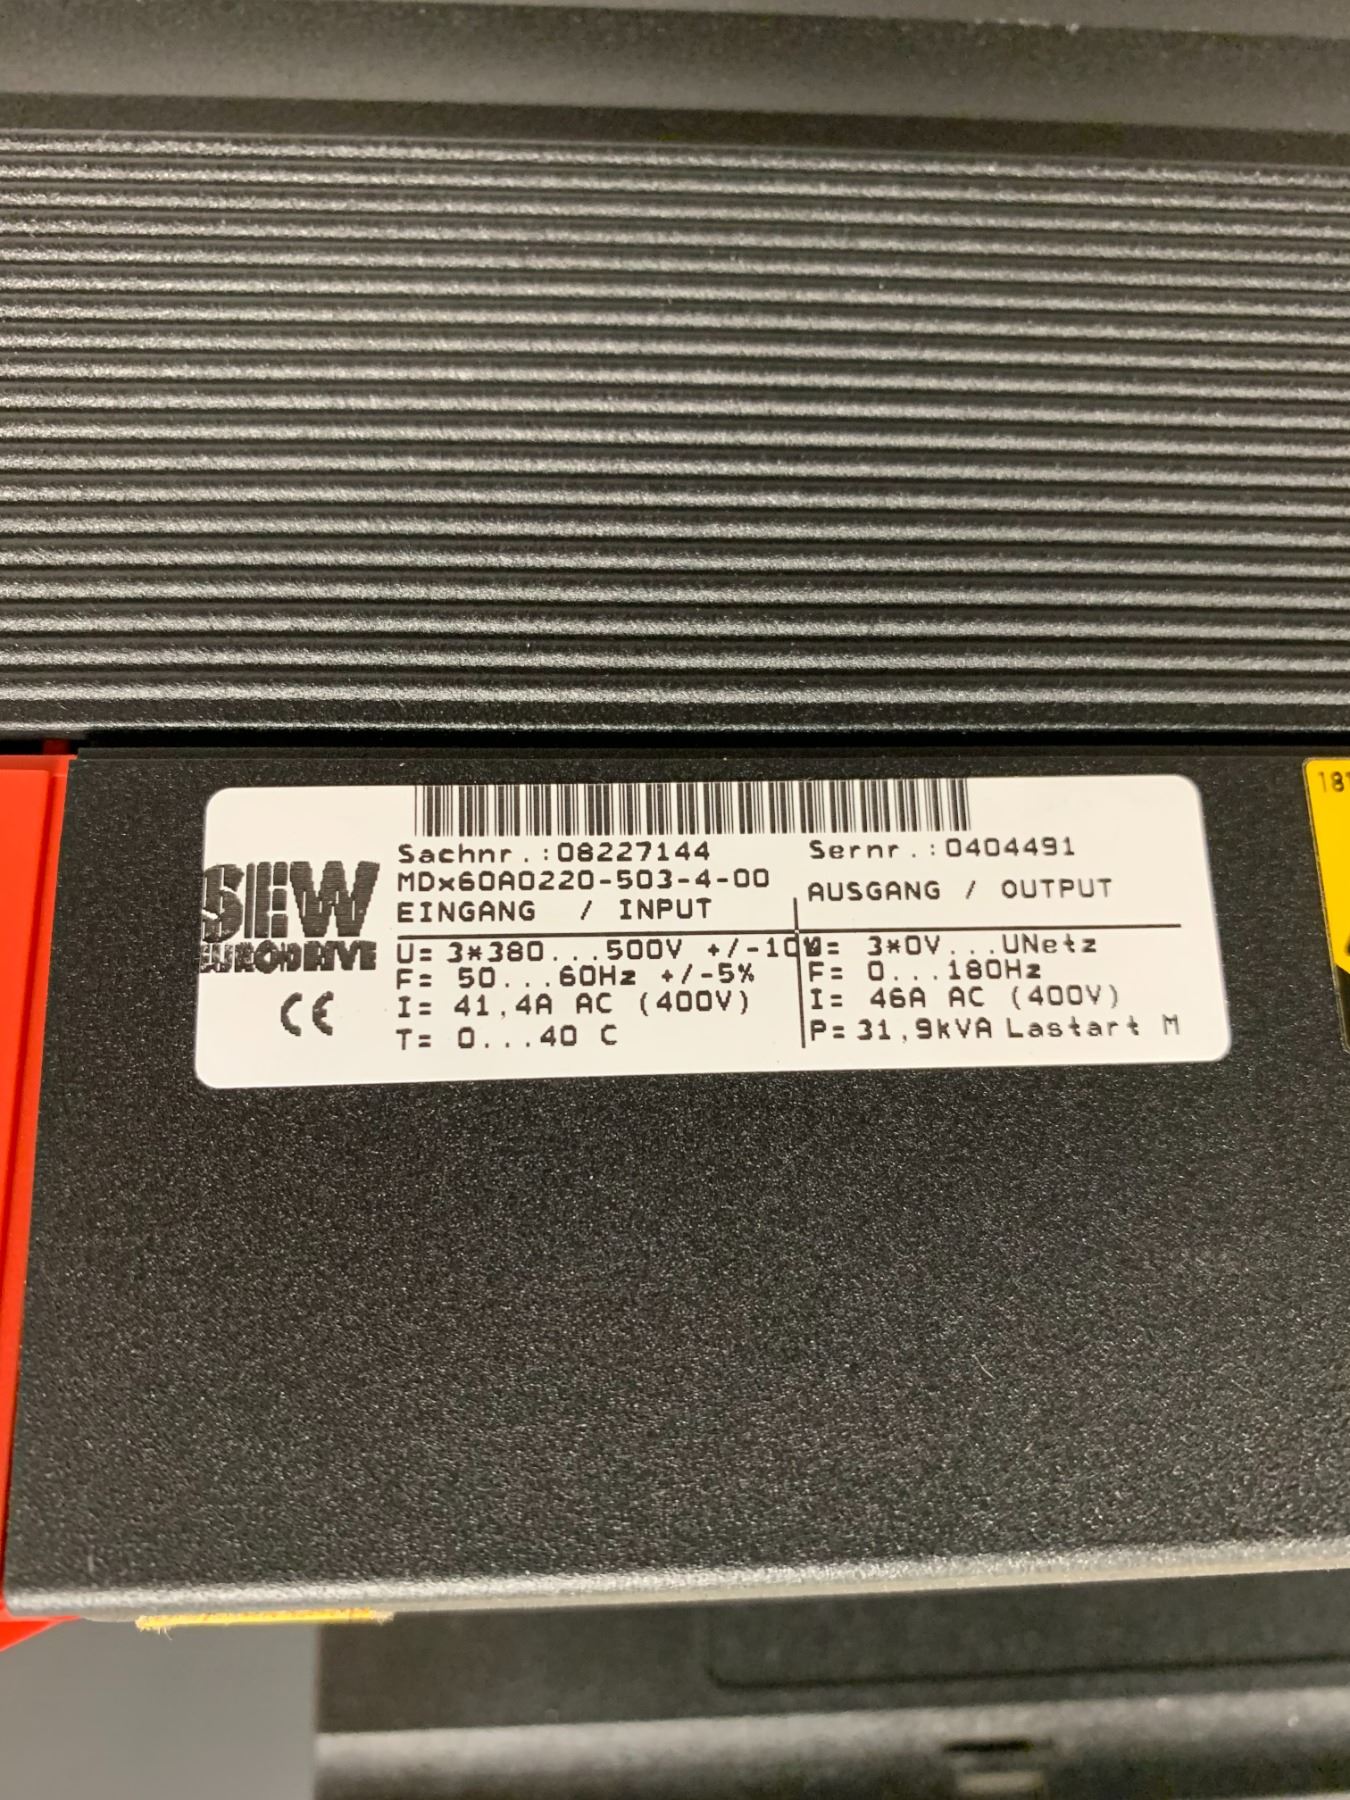 Sachnr.:08227144 Sernr.:0404491
MDx60A0220-503-4-00
EINGANG / INPUT AUSGANG / OUTPUT
SEW
EURODRIVE
U= 3*380...500V +/-10 U= 3*0V...UNetz
F= 50...60Hz +/-5% F= 0...180Hz
I= 41,4A AC (400V) I= 46A AC (400V)
T= 0...40 C P= 31,9kVA Lastart M
CE